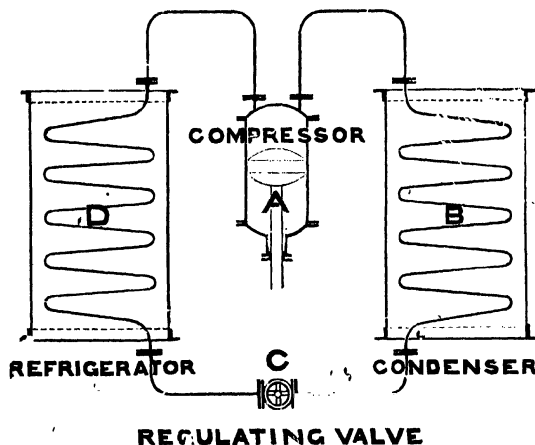 COMPRESSOR
A
D
B
REFRIGERATOR
C
CONDENSER
REGULATING VALVE